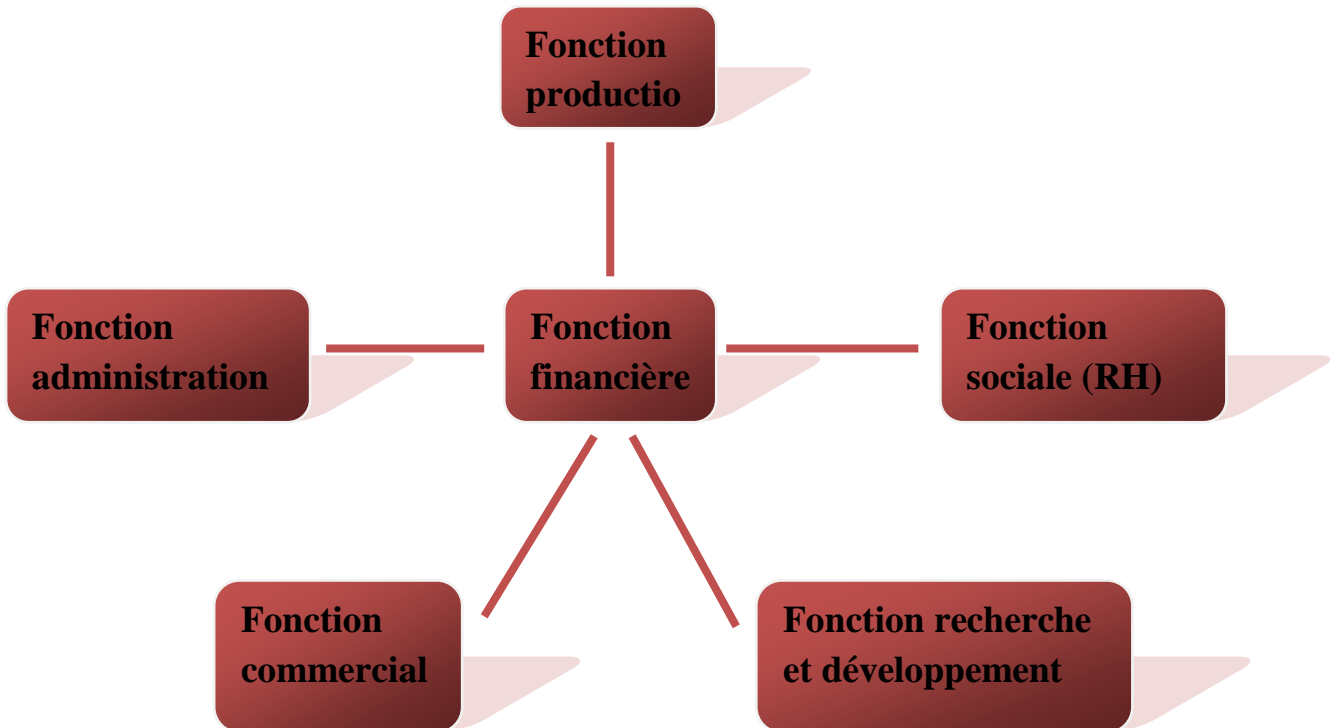 Fonction
productio
Fonction
administration
Fonction
financière
Fonction
sociale (RH)
Fonction
commercial
Fonction recherche
et développement